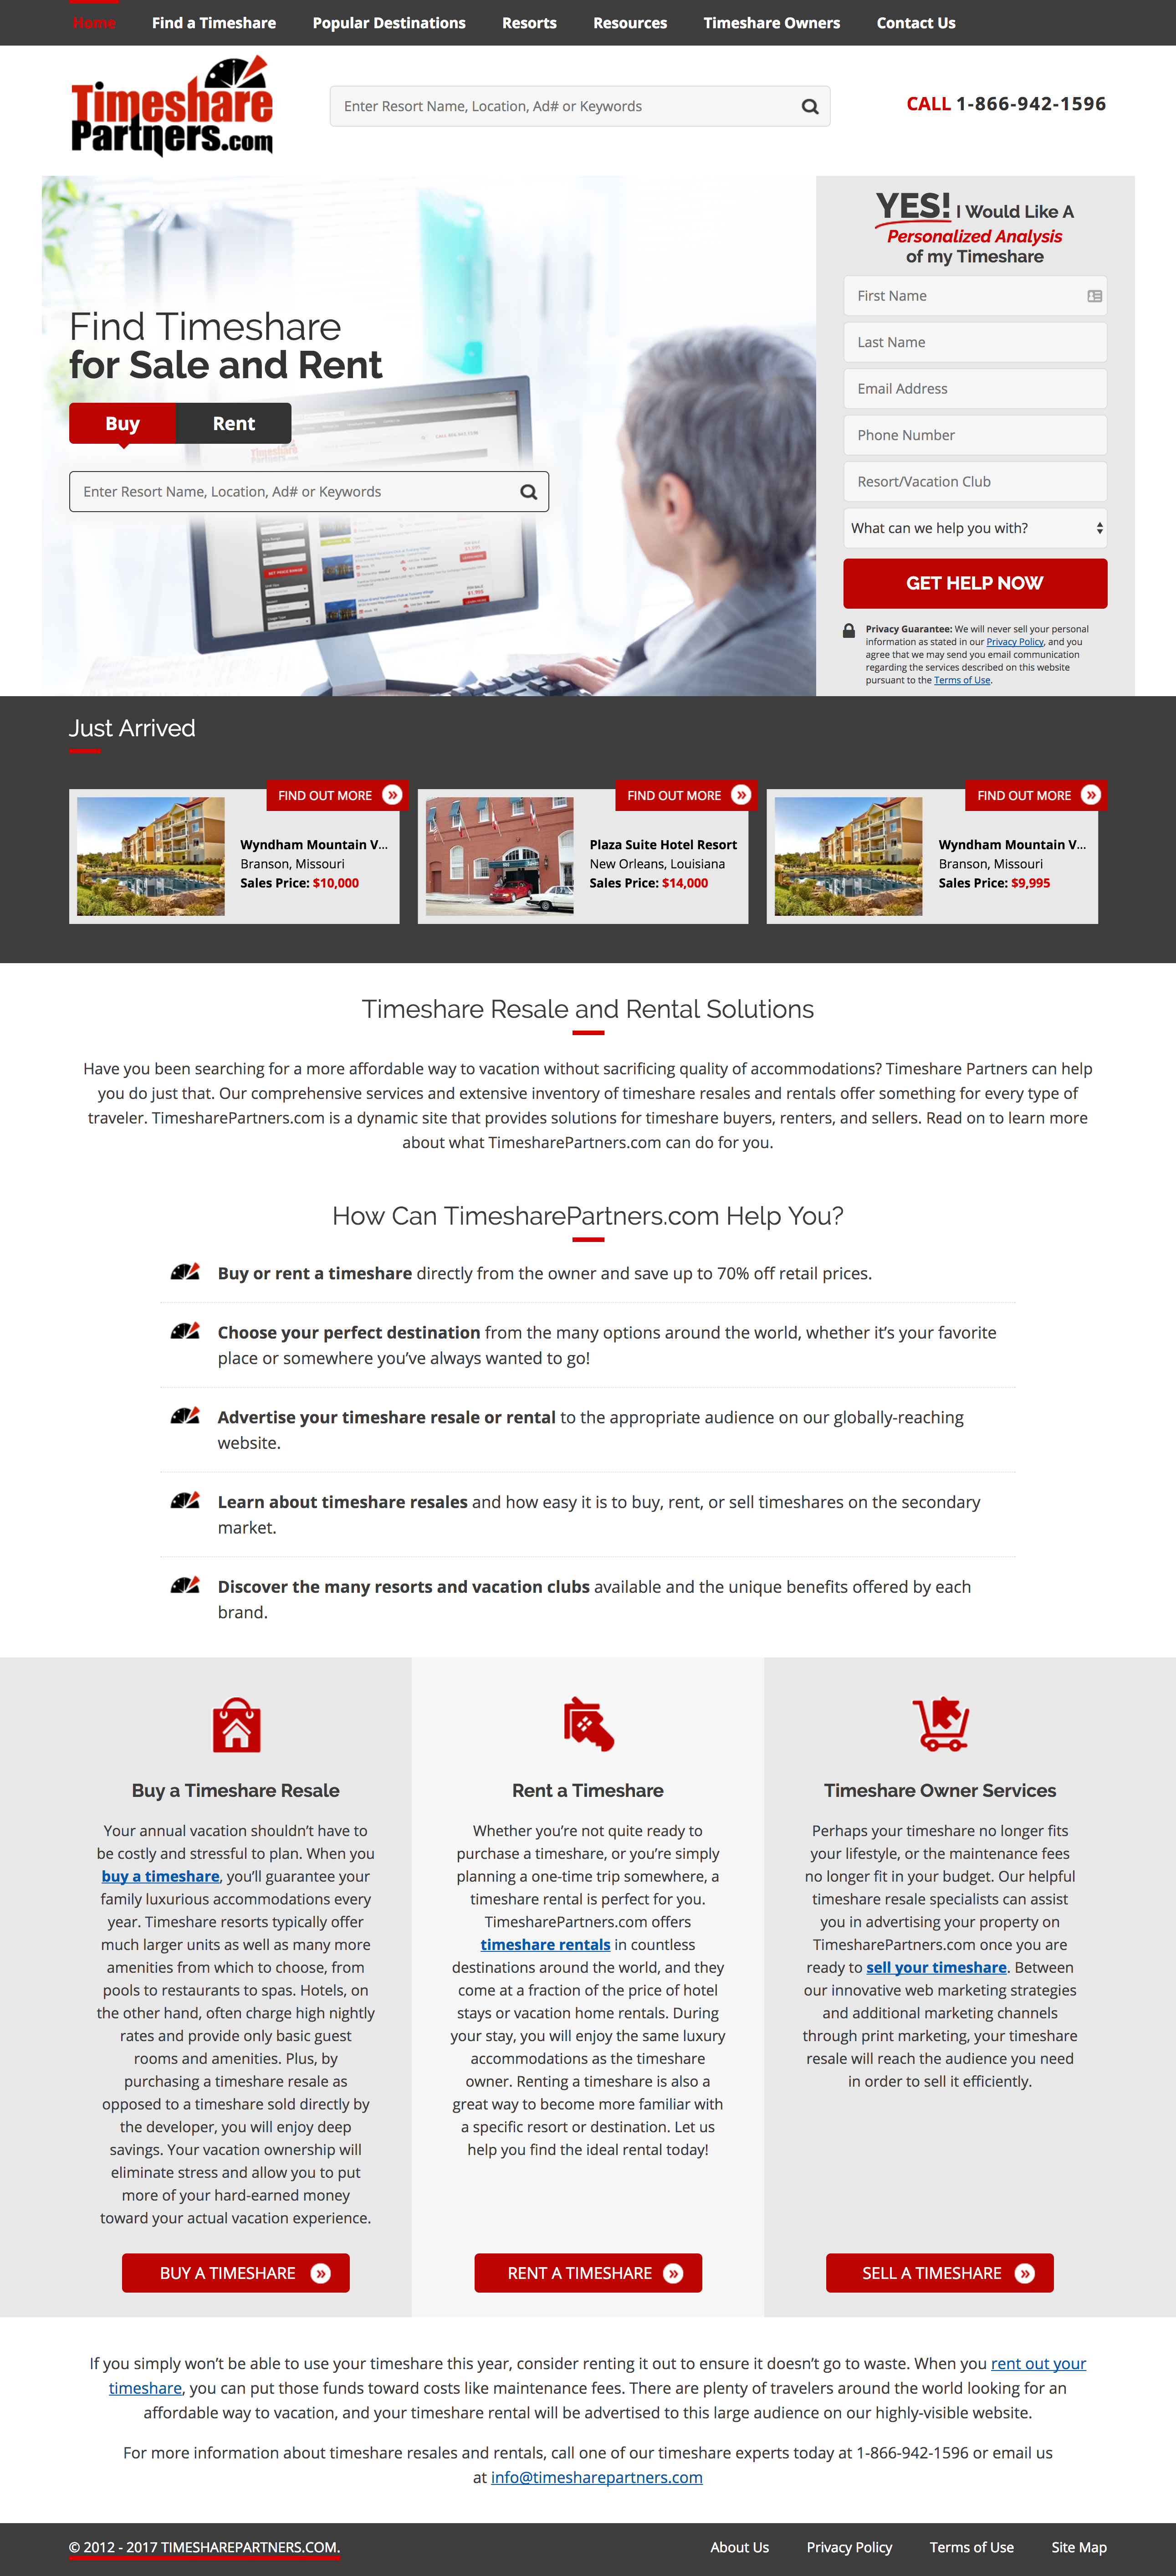 Home Find a Timeshare Popular Destinations Resorts Resources Timeshare Owners Contact Us
Timeshare
Partners.com
Enter Resort Name, Location, Ad# or Keywords
CALL 1-866-942-1596
Find Timeshare
for Sale and Rent
Buy Rent
Enter Resort Name, Location, Ad# or Keywords
YES! I Would Like A
Personalized Analysis
of my Timeshare
First Name
Last Name
Email Address
Phone Number
Resort/Vacation Club
What can we help you with?
GET HELP NOW
Privacy Guarantee: We will never sell your personal
information as stated in our Privacy Policy, and you
agree that we may send you email communication
regarding the services described on this website
pursuant to the Terms of Use.
Just Arrived
FIND OUT MORE
Wyndham Mountain V...
Branson, Missouri
Sales Price: $10,000
FIND OUT MORE
Plaza Suite Hotel Resort
New Orleans, Louisiana
Sales Price: $14,000
FIND OUT MORE
Wyndham Mountain V...
Branson, Missouri
Sales Price: $9,995
Timeshare Resale and Rental Solutions
Have you been searching for a more affordable way to vacation without sacrificing quality of accommodations? Timeshare Partners can help
you do just that. Our comprehensive services and extensive inventory of timeshare resales and rentals offer something for every type of
traveler. TimesharePartners.com is a dynamic site that provides solutions for timeshare buyers, renters, and sellers. Read on to learn more
about what TimesharePartners.com can do for you.
How Can TimesharePartners.com Help You?
Buy or rent a timeshare directly from the owner and save up to 70% off retail prices.
Choose your perfect destination from the many options around the world, whether it's your favorite
place or somewhere you've always wanted to go!
Advertise your timeshare resale or rental to the appropriate audience on our globally-reaching
website.
Learn about timeshare resales and how easy it is to buy, rent, or sell timeshares on the secondary
market.
Discover the many resorts and vacation clubs available and the unique benefits offered by each
brand.
Buy a Timeshare Resale
Your annual vacation shouldn't have to
be costly and stressful to plan. When you
buy a timeshare, you'll guarantee your
family luxurious accommodations every
year. Timeshare resorts typically offer
much larger units as well as many more
amenities from which to choose, from
pools to restaurants to spas. Hotels, on
the other hand, often charge high nightly
rates and provide only basic guest
rooms and amenities. Plus, by
purchasing a timeshare resale as
opposed to a timeshare sold directly by
the developer, you will enjoy deep
savings. Your vacation ownership will
eliminate stress and allow you to put
more of your hard-earned money
toward your actual vacation experience.
BUY A TIMESHARE
Rent a Timeshare
Whether you're not quite ready to
purchase a timeshare, or you're simply
planning a one-time trip somewhere, a
timeshare rental is perfect for you.
TimesharePartners.com offers
timeshare rentals in countless
destinations around the world, and they
come at a fraction of the price of hotel
stays or vacation home rentals. During
your stay, you will enjoy the same luxury
accommodations as the timeshare
owner. Renting a timeshare is also a
great way to become more familiar with
a specific resort or destination. Let us
help you find the ideal rental today!
RENT A TIMESHARE
Timeshare Owner Services
Perhaps your timeshare no longer fits
your lifestyle, or the maintenance fees
no longer fit in your budget. Our helpful
timeshare resale specialists can assist
you in advertising your property on
TimesharePartners.com once you are
ready to sell your timeshare. Between
our innovative web marketing strategies
and additional marketing channels
through print marketing, your timeshare
resale will reach the audience you need
in order to sell it efficiently.
SELL A TIMESHARE
If you simply won't be able to use your timeshare this year, consider renting it out to ensure it doesn't go to waste. When you rent out your
timeshare, you can put those funds toward costs like maintenance fees. There are plenty of travelers around the world looking for an
affordable way to vacation, and your timeshare rental will be advertised to this large audience on our highly-visible website.
For more information about timeshare resales and rentals, call one of our timeshare experts today at 1-866-942-1596 or email us
at info@timesharepartners.com
© 2012 - 2017 TIMESHAREPARTNERS.COM. About Us Privacy Policy Terms of Use Site Map